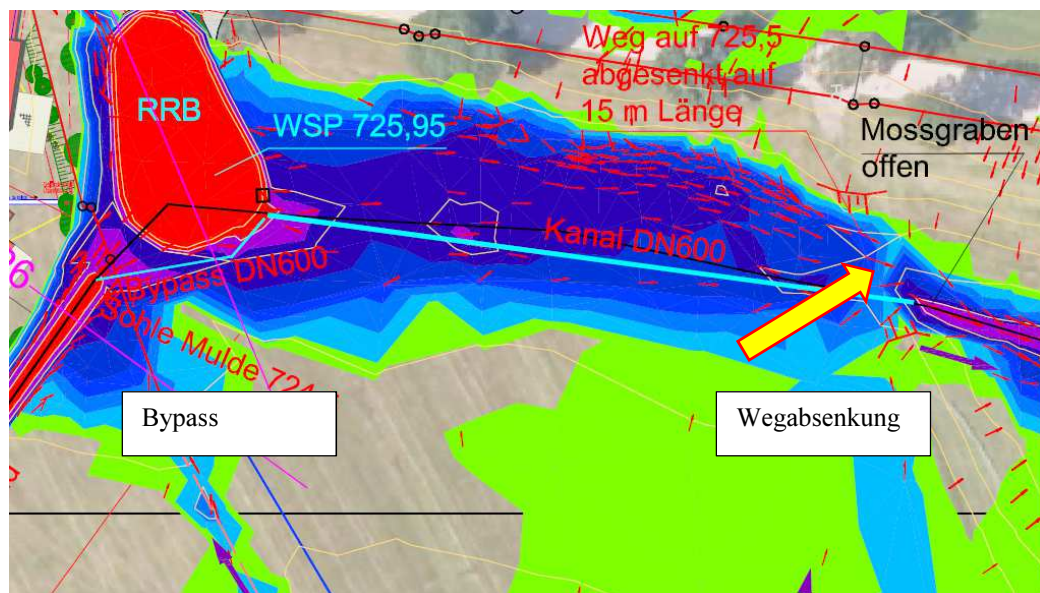 Weg auf 725,5
abgesenkt auf
15 m Länge
RRB
WSP 725,95
Mossgraben
offen
Kanal DN600
Bypass DN600
Sohle Mulde 724
Bypass
Wegabsenkung